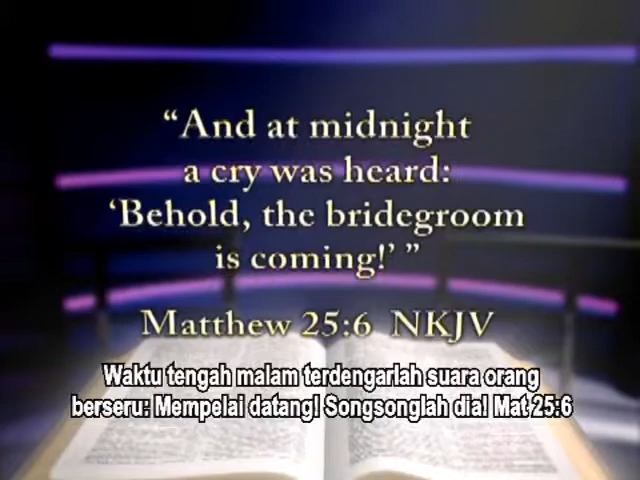 “And at midnight
a cry was heard:
‘Behold, the bridegroom
is coming!’ ”
Matthew 25:6 NKJV
Waktu tengah malam terdengarlah suara orang
berseru: Mempelai datang! Songsonglah dia! Mat 25:6